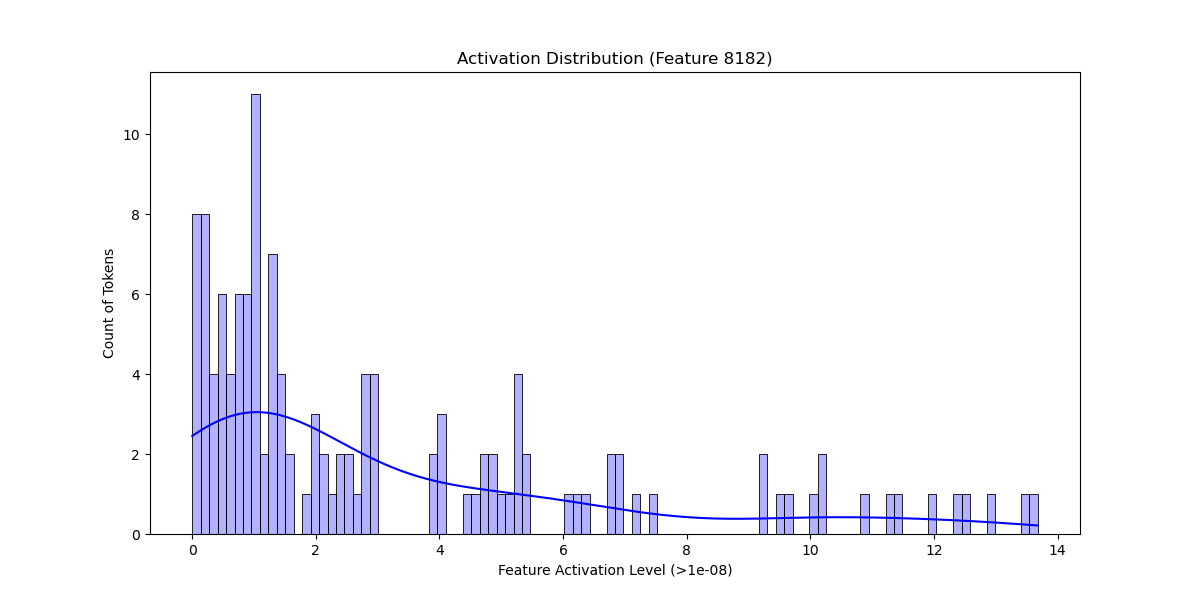 Activation Distribution (Feature 8182)
Count of Tokens
10
8
6
4
2
0
0 2 4 6 8 10 12 14
Feature Activation Level (>1e-08)